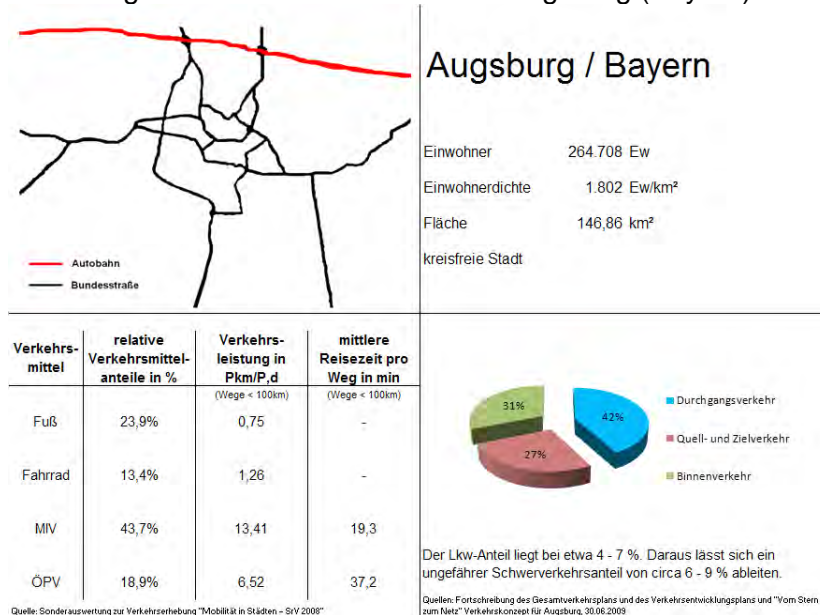 Augsburg / Bayern
Einwohner 264.708 Ew
Einwohnerdichte 1.802 Ew/km²
Fläche 146,86 km²
kreisfreie Stadt
Autobahn
Bundesstraße
Verkehrs-
mittel
relative
Verkehrsmittel-
anteile in %
Verkehrs-
leistung in
Pkm/P,d
(Wege < 100km)
mittlere
Reisezeit pro
Weg in min
(Wege < 100km)
Fuß 23,9% 0,75 -
Fahrrad 13,4% 1,26 -
MIV 43,7% 13,41 19,3
ÖPV 18,9% 6,52 37,2
Quelle: Sonderauswertung zur Verkehrserhebung "Mobilität in Städten – SrV 2008"
31%
42%
27%
Durchgangsverkehr
Quell- und Zielverkehr
Binnenverkehr
Der Lkw-Anteil liegt bei etwa 4 - 7 %. Daraus lässt sich ein
ungefährer Schwerverkehrsanteil von circa 6 - 9 % ableiten.
Quellen: Fortschreibung des Gesamtverkehrsplans und des Verkehrsentwicklungsplans und "Vom Stern
zum Netz" Verkehrskonzept für Augsburg, 30.06.2009